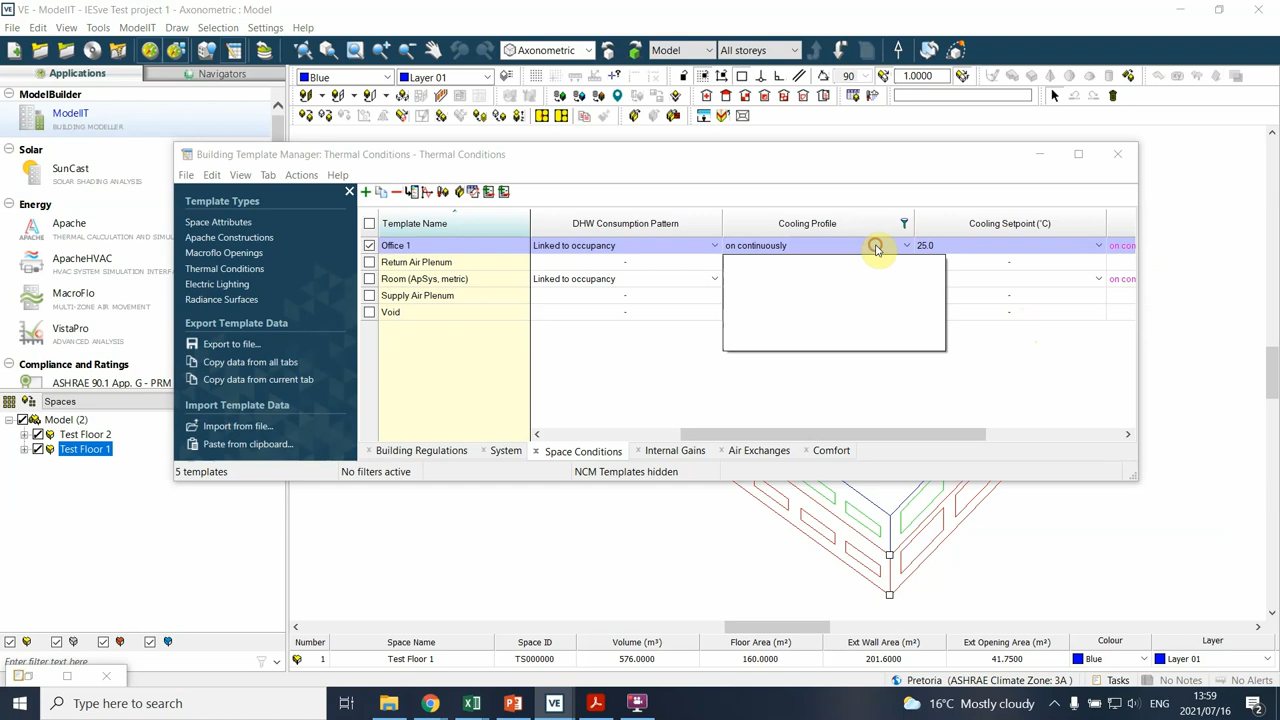 VE - ModelIT - IESve Test project 1 - Axonometric : Model
File Edit View Tools ModelIT Draw Selection Settings Help
Axonometric Model All storeys
Applications Navigators
Blue Layer 01 90 1.0000
ModelBuilder
ModelIT
BUILDING MODELLER
Solar
SunCast
SOLAR SHADING ANALYSIS
Energy
Apache
THERMAL CALCULATION AND SIMU
ApacheHVAC
HVAC SYSTEM SIMULATION INTERFA
MacroFlo
MULTI-ZONE AIR MOVEMENT
VistaPro
ADVANCED ANALYSIS
Compliance and Ratings
ASHRAE 90.1 App. G - PRM
Spaces
Model (2)
Test Floor 2
Test Floor 1
Enter filter text here
Building Template Manager: Thermal Conditions - Thermal Conditions
File Edit View Tab Actions Help
Template Types
Space Attributes
Apache Constructions
Macroflo Openings
Thermal Conditions
Electric Lighting
Radiance Surfaces
Export Template Data
Export to file...
Copy data from all tabs
Copy data from current tab
Import Template Data
Import from file...
Paste from clipboard...
Template Name DHW Consumption Pattern Cooling Profile Cooling Setpoint (°C)
Office 1 Linked to occupancy on continuously 25.0 on con
Return Air Plenum - -
Room (ApSys, metric) Linked to occupancy on con
Supply Air Plenum - -
Void - -
Building Regulations System Space Conditions Internal Gains Air Exchanges Comfort
5 templates No filters active NCM Templates hidden
Number Space Name Space ID Volume (m³) Floor Area (m²) Ext Wall Area (m²) Ext Opening Area (m²) Colour Layer
1 Test Floor 1 TS000000 576.0000 160.0000 201.6000 41.7500 Blue Layer 01
Pretoria (ASHRAE Climate Zone: 3A ) Tasks No Notes No Alerts
Type here to search
16°C Mostly cloudy ENG 13:59
2021/07/16
2